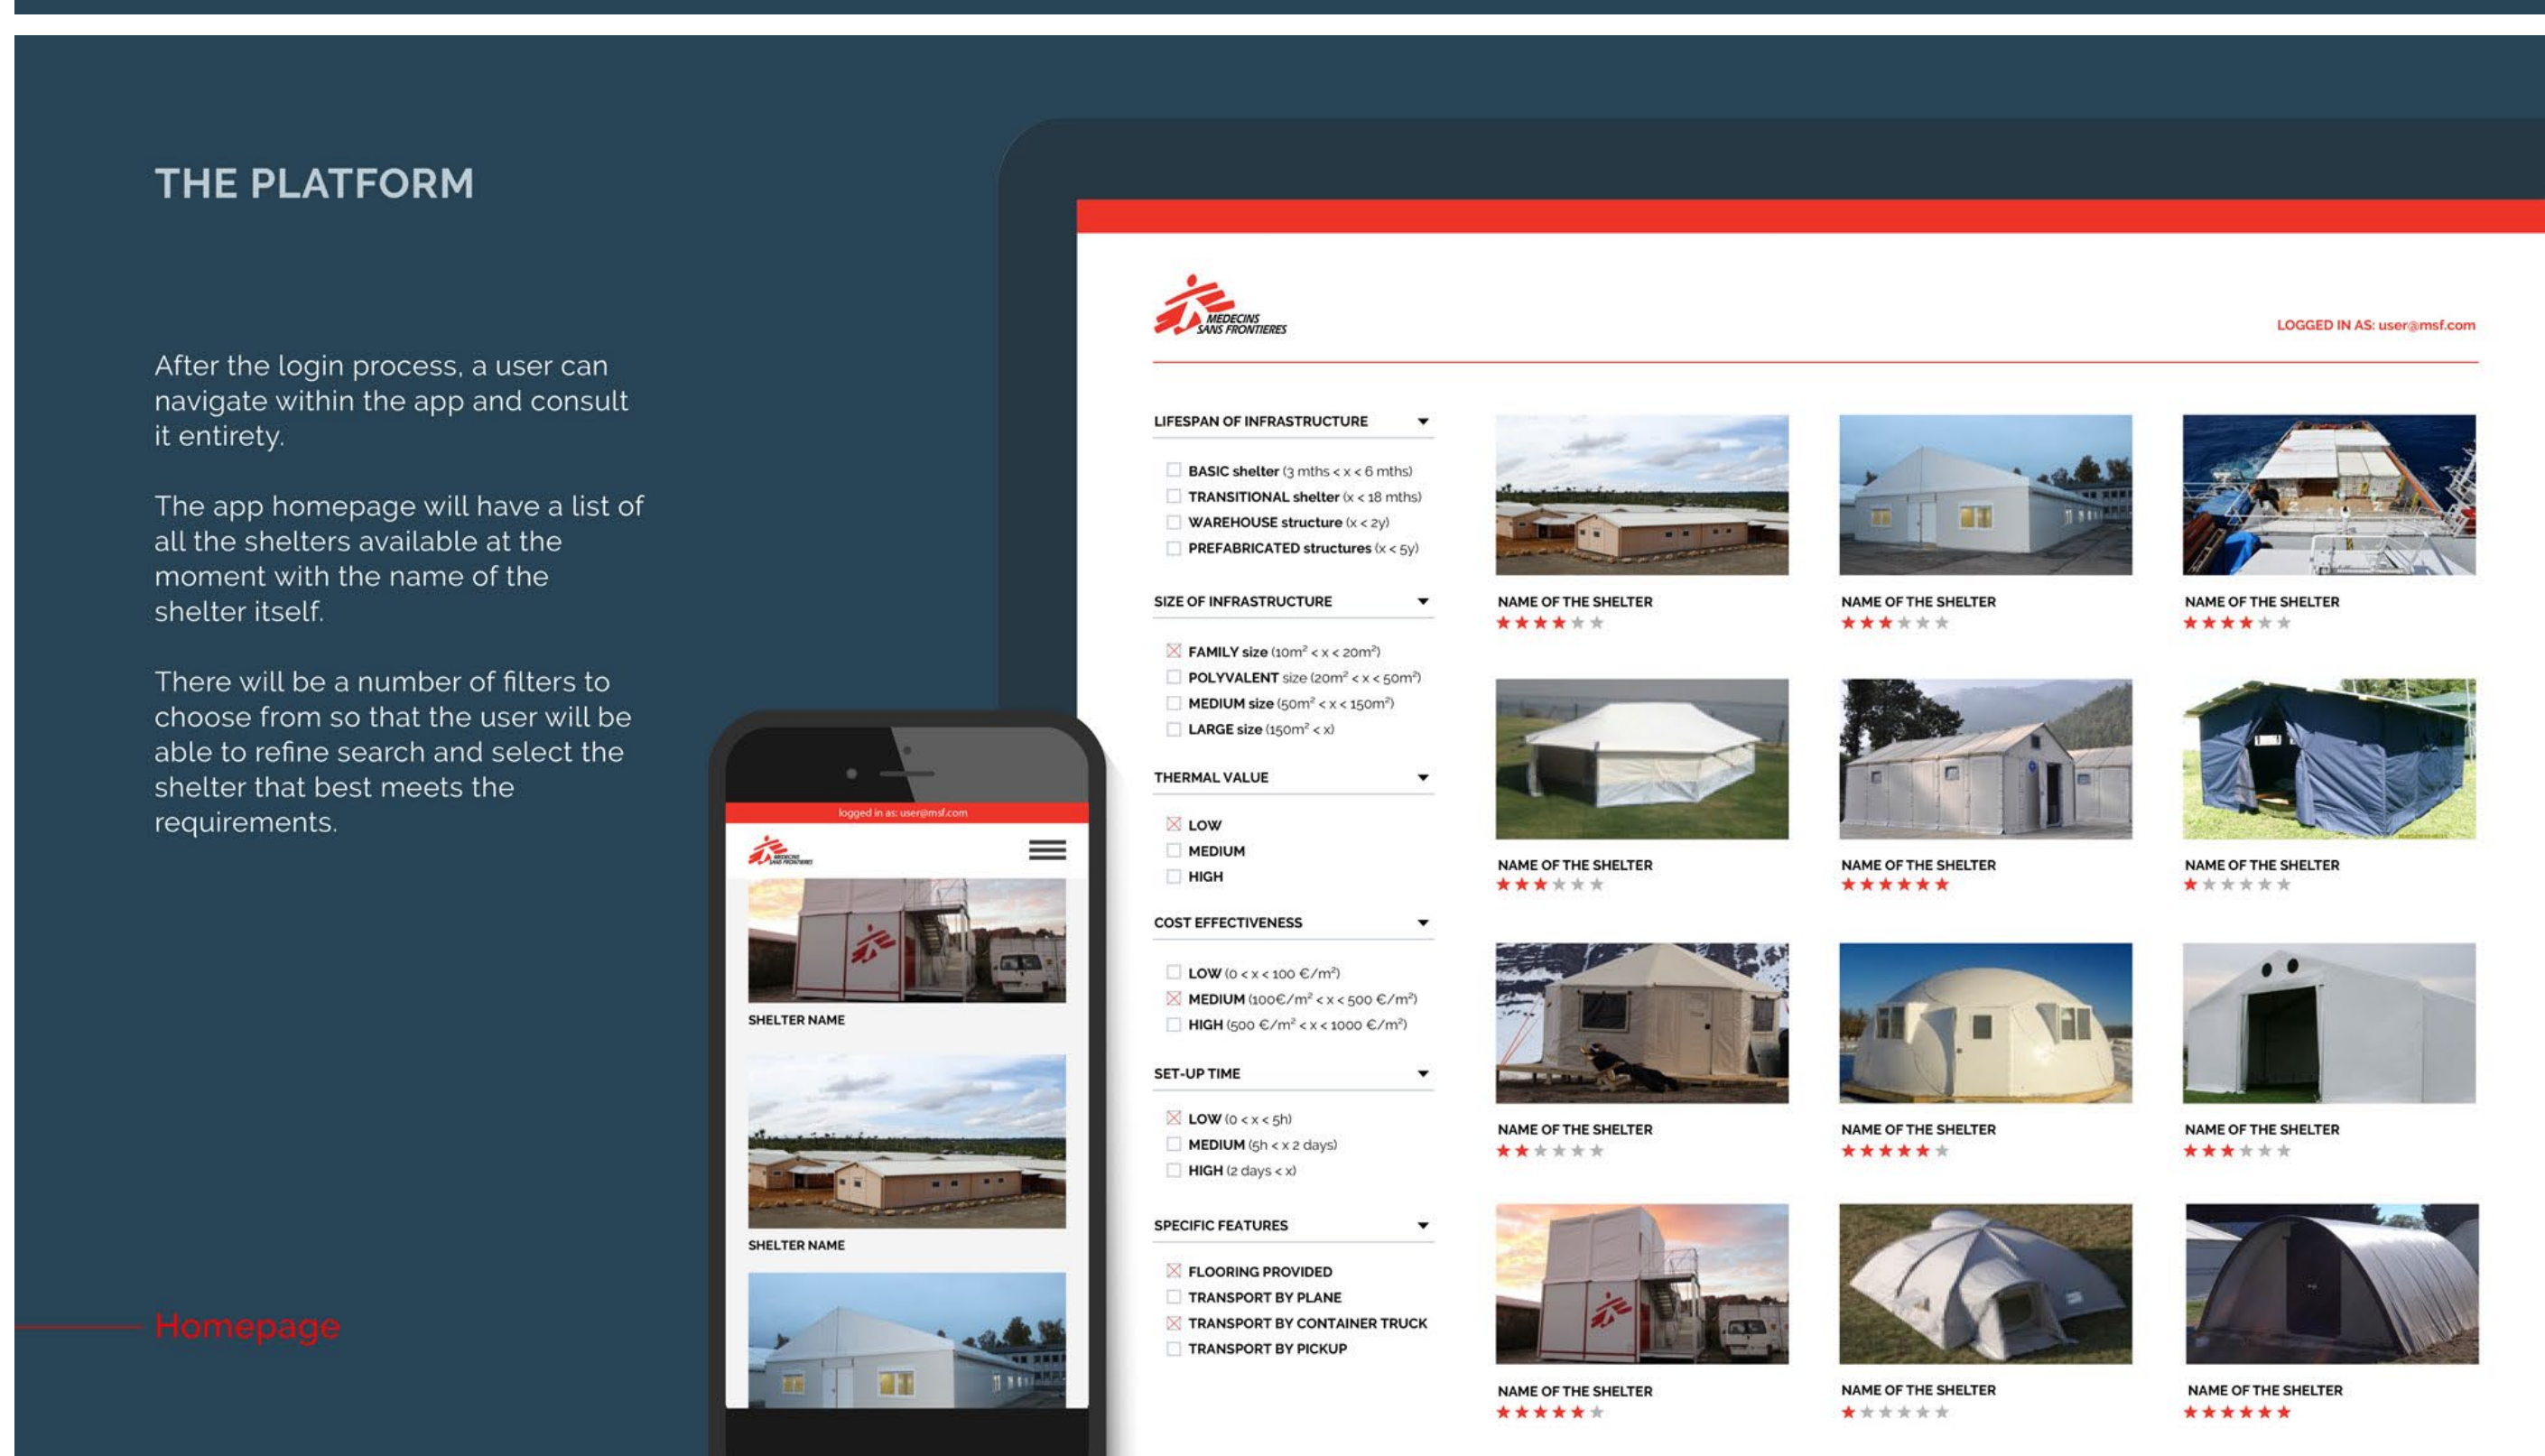 THE PLATFORM
After the login process, a user can
navigate within the app and consult
it entirety.
The app homepage will have a list of
all the shelters available at the
moment with the name of the
shelter itself.
There will be a number of filters to
choose from so that the user will be
able to refine search and select the
shelter that best meets the
requirements.
Homepage
logged in as: user@msf.com
MEDECINS
SANS FRONTIERES
SHELTER NAME
SHELTER NAME
MEDECINS
SANS FRONTIERES
LOGGED IN AS: user@msf.com
LIFESPAN OF INFRASTRUCTURE
BASIC shelter (3 mths < x < 6 mths)
TRANSITIONAL shelter (x < 18 mths)
WAREHOUSE structure (x < 2y)
PREFABRICATED structures (x < 5y)
SIZE OF INFRASTRUCTURE
FAMILY size (10m² < x < 20m²)
POLYVALENT size (20m² < x < 50m²)
MEDIUM size (50m² < x < 150m²)
LARGE size (150m² < x)
THERMAL VALUE
LOW
MEDIUM
HIGH
COST EFFECTIVENESS
LOW (0 < x < 100 €/m²)
MEDIUM (100€/m² < x < 500 €/m²)
HIGH (500 €/m² < x < 1000 €/m²)
SET-UP TIME
LOW (0 < x < 5h)
MEDIUM (5h < x 2 days)
HIGH (2 days < x)
SPECIFIC FEATURES
FLOORING PROVIDED
TRANSPORT BY PLANE
TRANSPORT BY CONTAINER TRUCK
TRANSPORT BY PICKUP
NAME OF THE SHELTER
NAME OF THE SHELTER
NAME OF THE SHELTER
NAME OF THE SHELTER
NAME OF THE SHELTER
NAME OF THE SHELTER
NAME OF THE SHELTER
NAME OF THE SHELTER
NAME OF THE SHELTER
NAME OF THE SHELTER
NAME OF THE SHELTER
NAME OF THE SHELTER